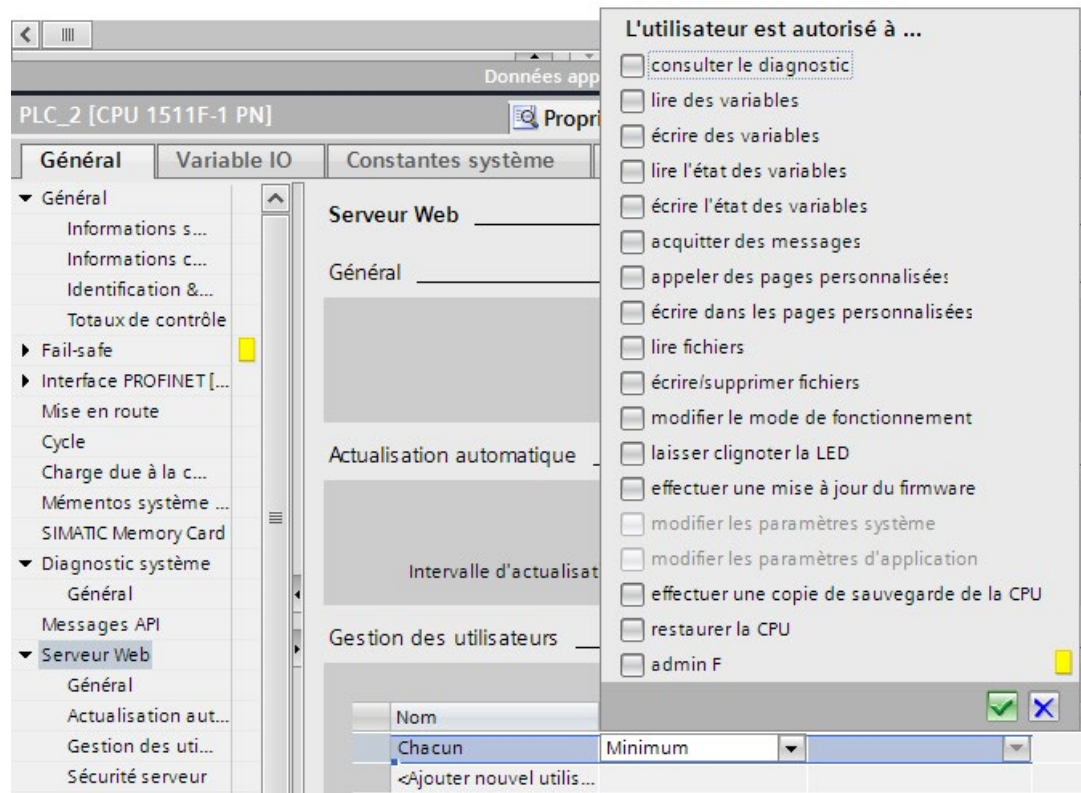 L'utilisateur est autorisé à ...
consulter le diagnostic
lire des variables
écrire des variables
lire l'état des variables
écrire l'état des variables
acquitter des messages
appeler des pages personnalisées
écrire dans les pages personnalisées
lire fichiers
écrire/supprimer fichiers
modifier le mode de fonctionnement
laisser clignoter la LED
effectuer une mise à jour du firmware
modifier les paramètres système
modifier les paramètres d'application
effectuer une copie de sauvegarde de la CPU
restaurer la CPU
admin F
Données app
PLC_2 [CPU 1511F-1 PN]
Propri
Général
Variable IO
Constantes système
Général
Informations s...
Informations c...
Identification &...
Totaux de contrôle
Fail-safe
Interface PROFINET [...
Mise en route
Cycle
Charge due à la c...
Mémentos système ...
SIMATIC Memory Card
Diagnostic système
Général
Messages API
Serveur Web
Général
Actualisation aut...
Gestion des uti...
Sécurité serveur
Serveur Web
Général
Actualisation automatique
Intervalle d'actualisat
Gestion des utilisateurs
Nom
Chacun
Minimum
<Ajouter nouvel utilis...